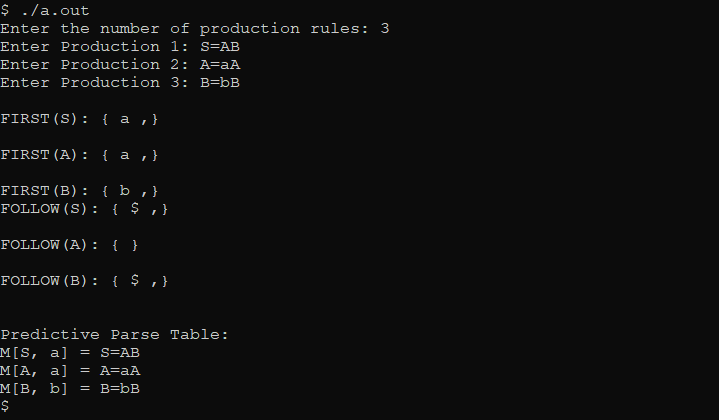 $ ./a.out
Enter the number of production rules: 3
Enter Production 1: S=AB
Enter Production 2: A=aA
Enter Production 3: B=bB
FIRST(S): { a ,}
FIRST(A): { a ,}
FIRST(B): { b ,}
FOLLOW(S): { $ ,}
FOLLOW(A): { }
FOLLOW(B): { $ ,}
Predictive Parse Table:
M[S, a] = S=AB
M[A, a] = A=aA
M[B, b] = B=bB
$